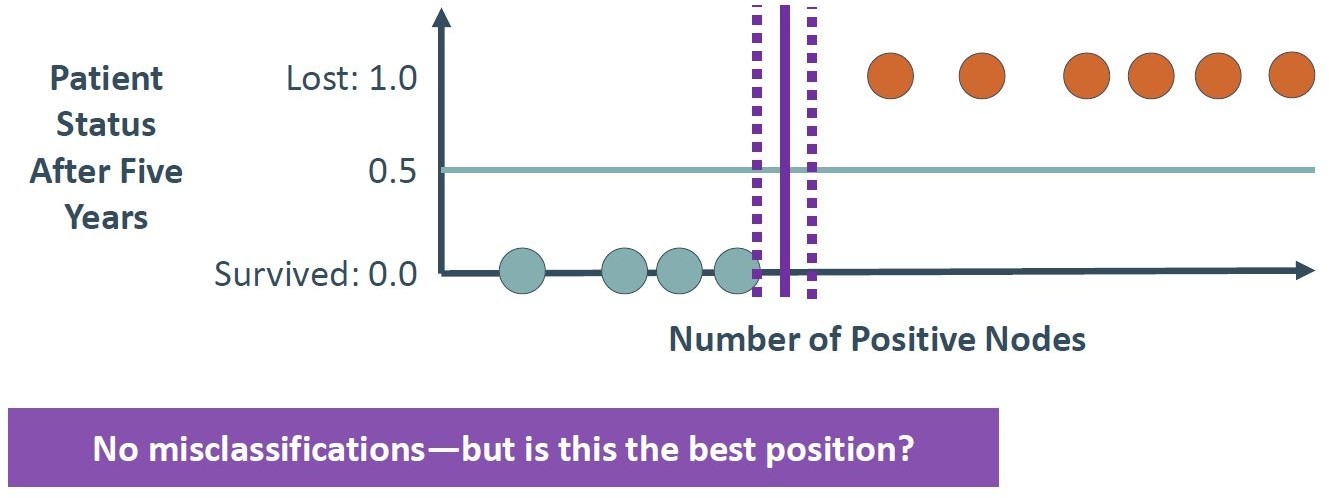 Patient
Status
After Five
Years
Lost: 1.0
0.5
Survived: 0.0
Number of Positive Nodes
No misclassifications—but is this the best position?